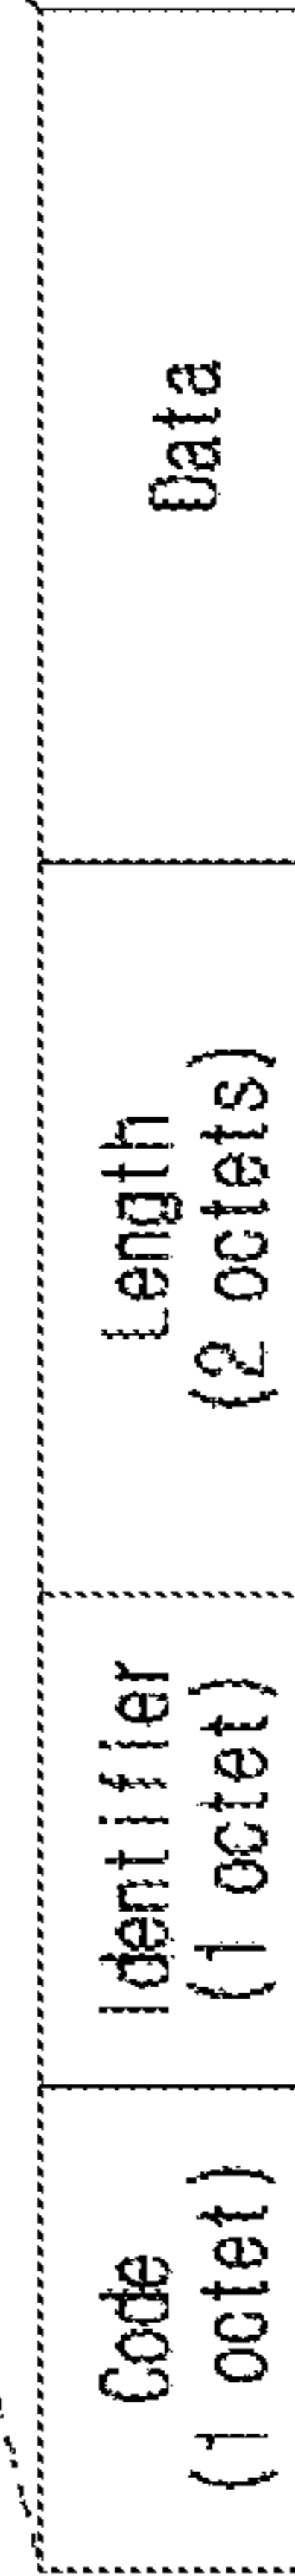 Code
(1 octet)
Identifier
(1 octet)
Length
(2 octets)
Data